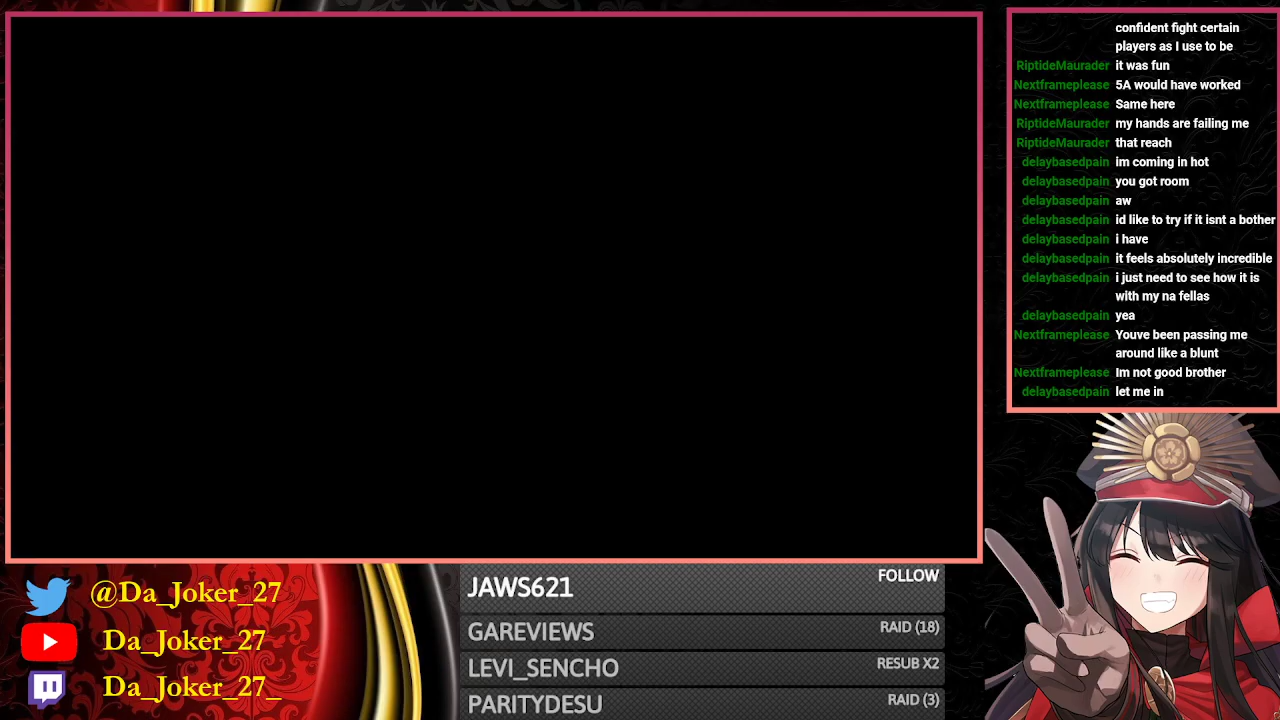 confident fight certain
players as I use to be
RiptideMaurader it was fun
Nextframeplease 5A would have worked
Nextframeplease Same here
RiptideMaurader my hands are failing me
RiptideMaurader that reach
delaybasedpain im coming in hot
delaybasedpain you got room
delaybasedpain aw
delaybasedpain id like to try if it isnt a bother
delaybasedpain i have
delaybasedpain it feels absolutely incredible
delaybasedpain i just need to see how it is
with my na fellas
delaybasedpain yea
Nextframeplease Youve been passing me
around like a blunt
Nextframeplease Im not good brother
delaybasedpain let me in
@Da_Joker_27
Da_Joker_27
Da_Joker_27_
JAWS621 FOLLOW
GAREVIEWS RAID (18)
LEVI_SENCHO RESUB X2
PARITYDESU RAID (3)